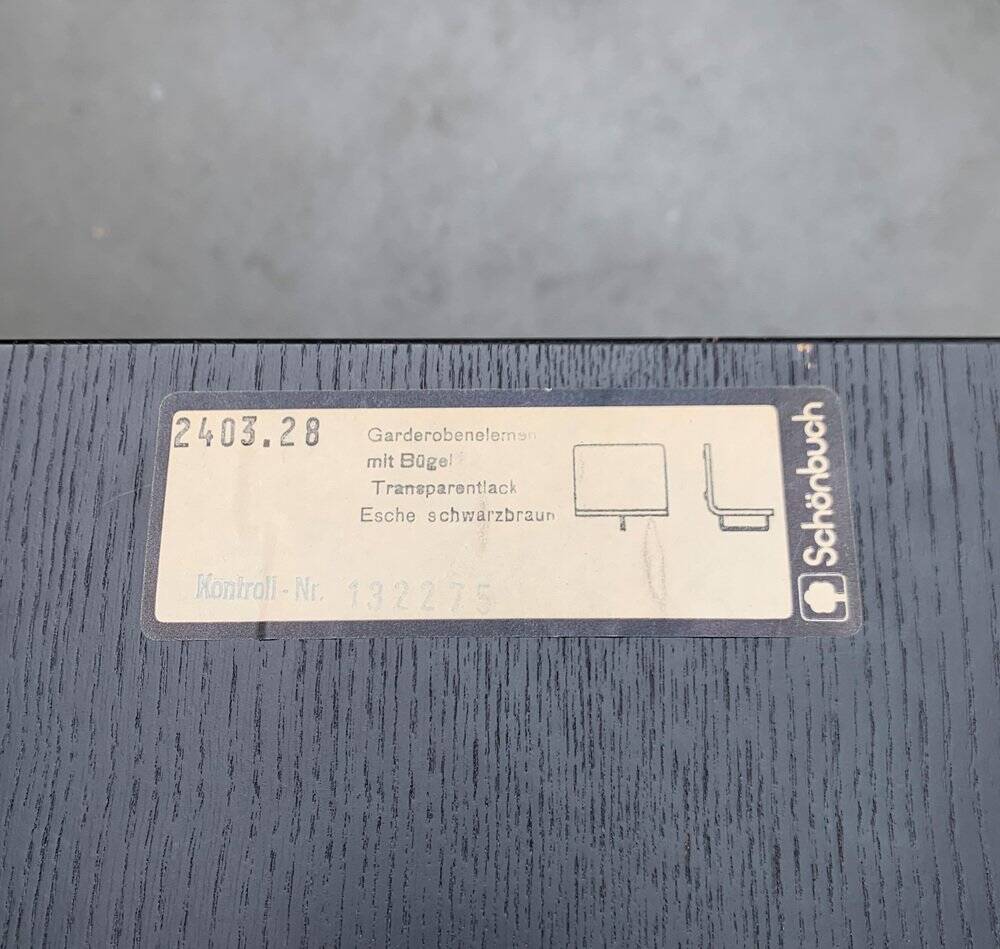 2403.28
Garderobenelemen
mit Bügel
Transparentlack
Esche schwarzbraun
Kontroll-Nr. 132275
Schönbuch